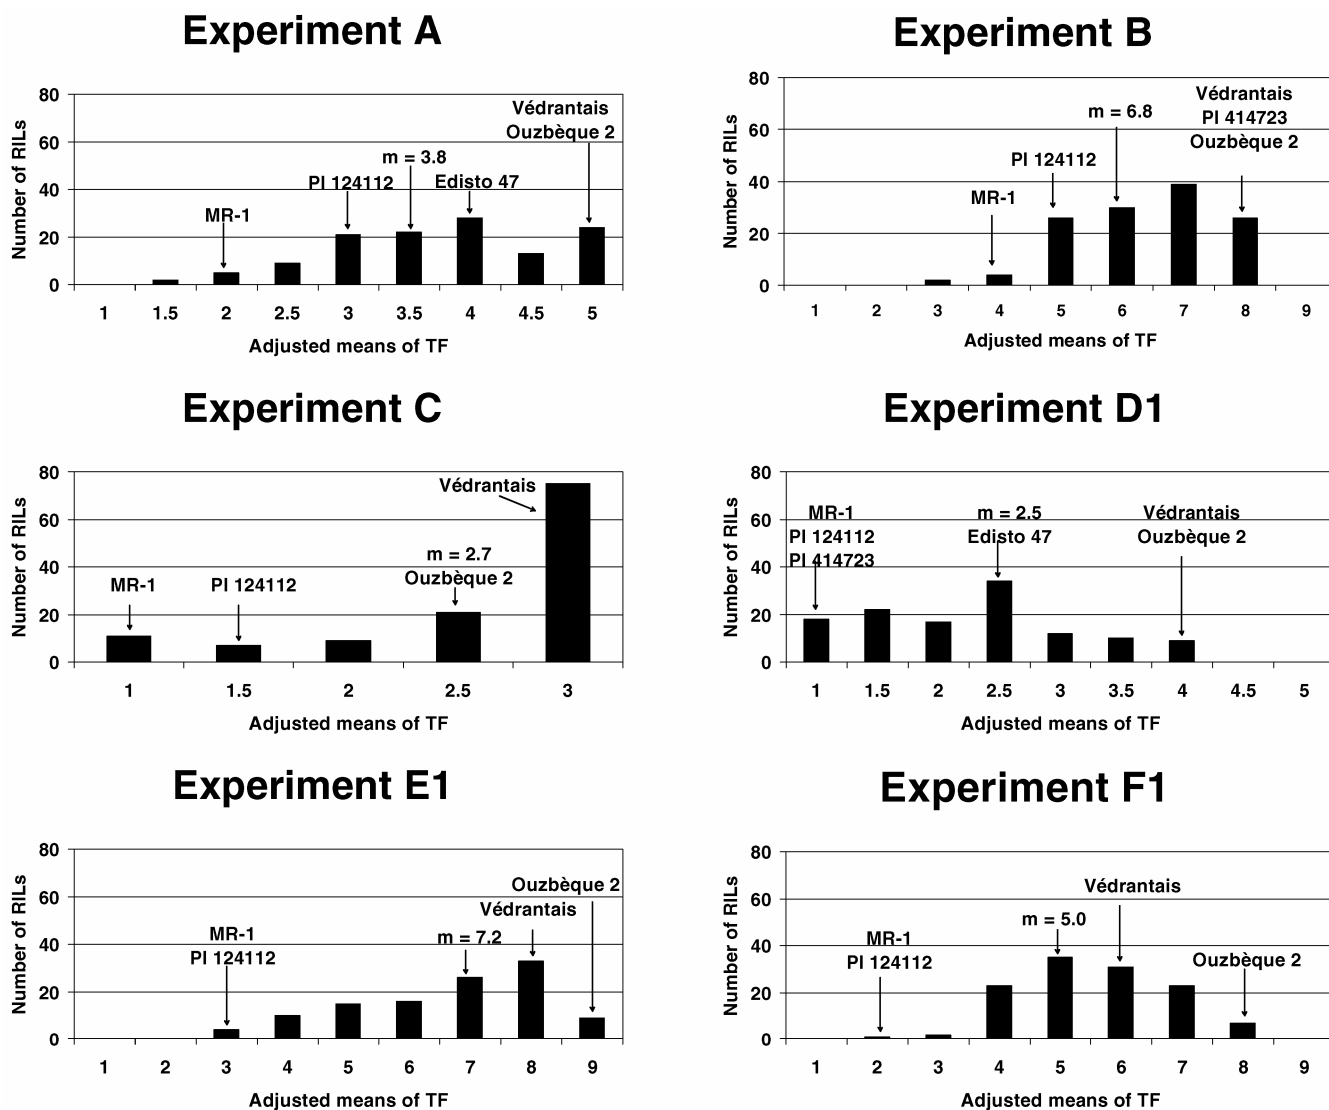 Experiment A
Number of RILs
80
60
40
20
0
Védrantais
Ouzbèque 2
m = 3.8
PI 124112
Edisto 47
MR-1
1 1.5 2 2.5 3 3.5 4 4.5 5
Adjusted means of TF
Experiment B
Number of RILs
80
60
40
20
0
Védrantais
PI 414723
Ouzbèque 2
m = 6.8
PI 124112
MR-1
1 2 3 4 5 6 7 8 9
Adjusted means of TF
Experiment C
Number of RILs
80
60
40
20
0
Védrantais
m = 2.7
Ouzbèque 2
MR-1
PI 124112
1 1.5 2 2.5 3
Adjusted means of TF
Experiment D1
Number of RILs
80
60
40
20
0
MR-1
PI 124112
PI 414723
m = 2.5
Edisto 47
Védrantais
Ouzbèque 2
1 1.5 2 2.5 3 3.5 4 4.5 5
Adjusted means of TF
Experiment E1
Number of RILs
80
60
40
20
0
Ouzbèque 2
Védrantais
m = 7.2
MR-1
PI 124112
1 2 3 4 5 6 7 8 9
Adjusted means of TF
Experiment F1
Number of RILs
80
60
40
20
0
Védrantais
m = 5.0
MR-1
PI 124112
Ouzbèque 2
1 2 3 4 5 6 7 8 9
Adjusted means of TF